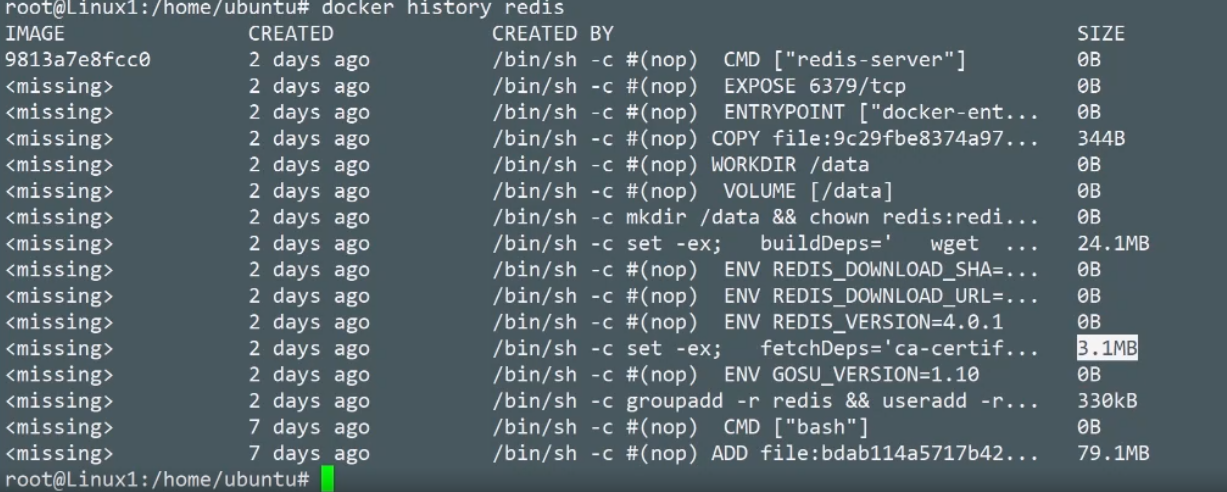 root@Linux1:/home/ubuntu# docker history redis
IMAGE CREATED CREATED BY SIZE
9813a7e8fcc0 2 days ago /bin/sh -c #(nop) CMD ["redis-server"] 0B
<missing> 2 days ago /bin/sh -c #(nop) EXPOSE 6379/tcp 0B
<missing> 2 days ago /bin/sh -c #(nop) ENTRYPOINT ["docker-ent... 0B
<missing> 2 days ago /bin/sh -c #(nop) COPY file:9c29fbe8374a97... 344B
<missing> 2 days ago /bin/sh -c #(nop) WORKDIR /data 0B
<missing> 2 days ago /bin/sh -c #(nop) VOLUME [/data] 0B
<missing> 2 days ago /bin/sh -c mkdir /data && chown redis:redi... 0B
<missing> 2 days ago /bin/sh -c set -ex; buildDeps=' wget ... 24.1MB
<missing> 2 days ago /bin/sh -c #(nop) ENV REDIS_DOWNLOAD_SHA=... 0B
<missing> 2 days ago /bin/sh -c #(nop) ENV REDIS_DOWNLOAD_URL=... 0B
<missing> 2 days ago /bin/sh -c #(nop) ENV REDIS_VERSION=4.0.1 0B
<missing> 2 days ago /bin/sh -c set -ex; fetchDeps='ca-certif... 3.1MB
<missing> 2 days ago /bin/sh -c #(nop) ENV GOSU_VERSION=1.10 0B
<missing> 2 days ago /bin/sh -c groupadd -r redis && useradd -r... 330kB
<missing> 7 days ago /bin/sh -c #(nop) CMD ["bash"] 0B
<missing> 7 days ago /bin/sh -c #(nop) ADD file:bdab114a5717b42... 79.1MB
root@Linux1:/home/ubuntu#